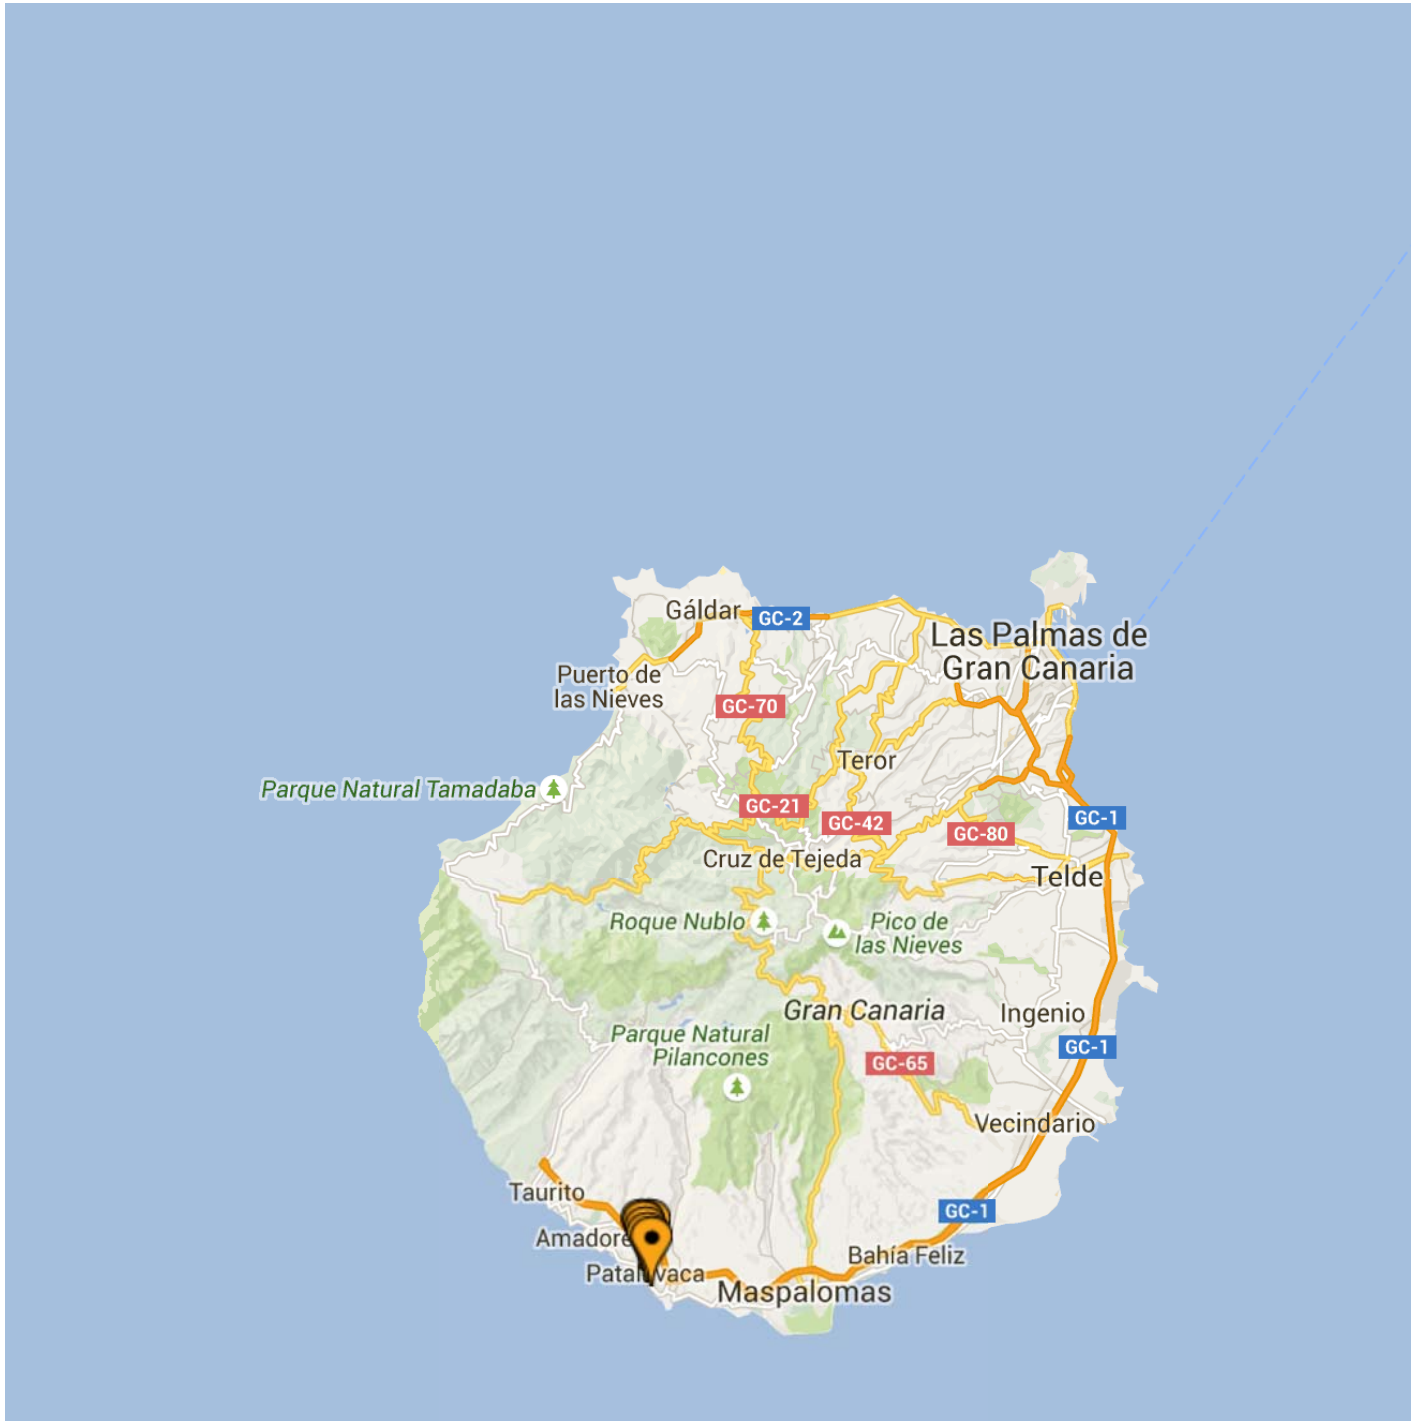 Gáldar
GC-2
Las Palmas de
Gran Canaria
Puerto de
las Nieves
GC-70
Teror
Parque Natural Tamadaba
GC-21
GC-42
GC-80
GC-1
Cruz de Tejeda
Telde
Roque Nublo
Pico de
las Nieves
Gran Canaria
Ingenio
Parque Natural
Pilancones
GC-1
GC-65
Vecindario
Taurito
GC-1
Amadore
Bahía Feliz
Maspalomas